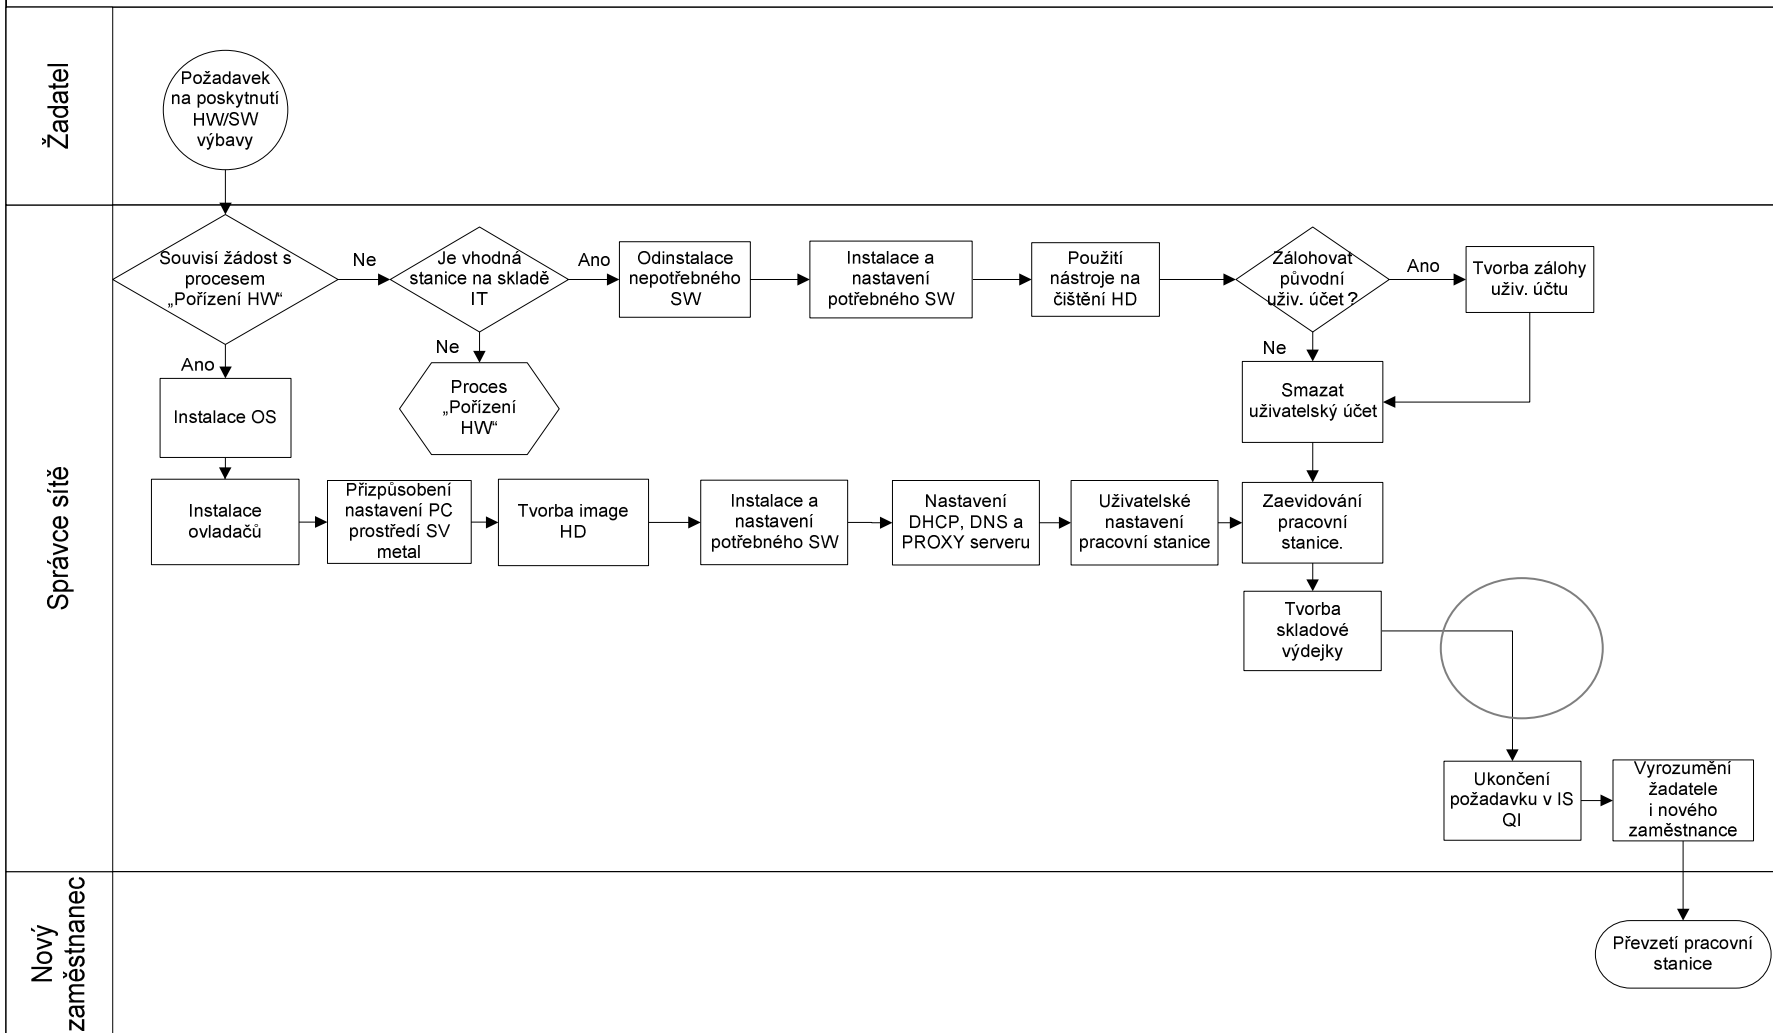 Žadatel
Požadavek
na poskytnutí
HW/SW
výbavy
Správce sítě
Souvisí žádost s
procesem
„Pořízení HW“
Ne
Ano
Je vhodná
stanice na skladě
IT
Ano
Ne
Odinstalace
nepotřebného
SW
Instalace a
nastavení
potřebného SW
Použití
nástroje na
čištění HD
Zálohovat
původní
uživ. účet ?
Ano
Ne
Tvorba zálohy
uživ. účtu
Proces
„Pořízení
HW“
Smazat
uživatelský účet
Instalace OS
Instalace
ovladačů
Přizpůsobení
nastavení PC
prostředí SV
metal
Tvorba image
HD
Instalace a
nastavení
potřebného SW
Nastavení
DHCP, DNS a
PROXY serveru
Uživatelské
nastavení
pracovní stanice
Zaevidování
pracovní
stanice.
Tvorba
skladové
výdejky
Ukončení
požadavku v IS
QI
Vyrozumění
žadatele
i nového
zaměstnance
Nový
zaměstnanec
Převzetí pracovní
stanice